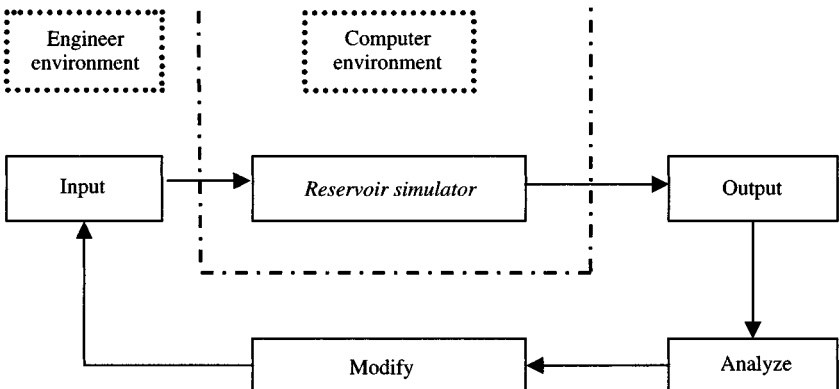 Engineer
environment
Computer
environment
Input
Reservoir simulator
Output
Modify
Analyze